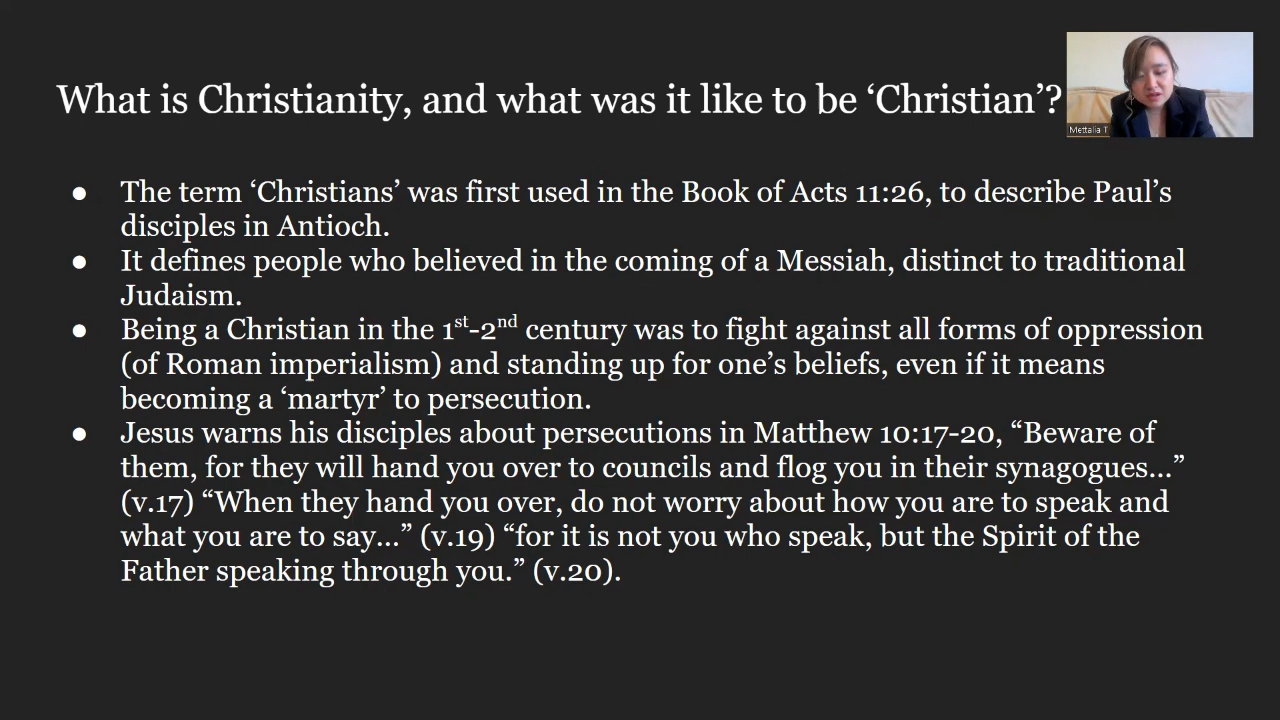 What is Christianity, and what was it like to be ‘Christian’?
Mettalia T
● The term ‘Christians’ was first used in the Book of Acts 11:26, to describe Paul’s
disciples in Antioch.
● It defines people who believed in the coming of a Messiah, distinct to traditional
Judaism.
● Being a Christian in the 1st-2nd century was to fight against all forms of oppression
(of Roman imperialism) and standing up for one’s beliefs, even if it means
becoming a ‘martyr’ to persecution.
● Jesus warns his disciples about persecutions in Matthew 10:17-20, “Beware of
them, for they will hand you over to councils and flog you in their synagogues…”
(v.17) “When they hand you over, do not worry about how you are to speak and
what you are to say…” (v.19) “for it is not you who speak, but the Spirit of the
Father speaking through you.” (v.20).